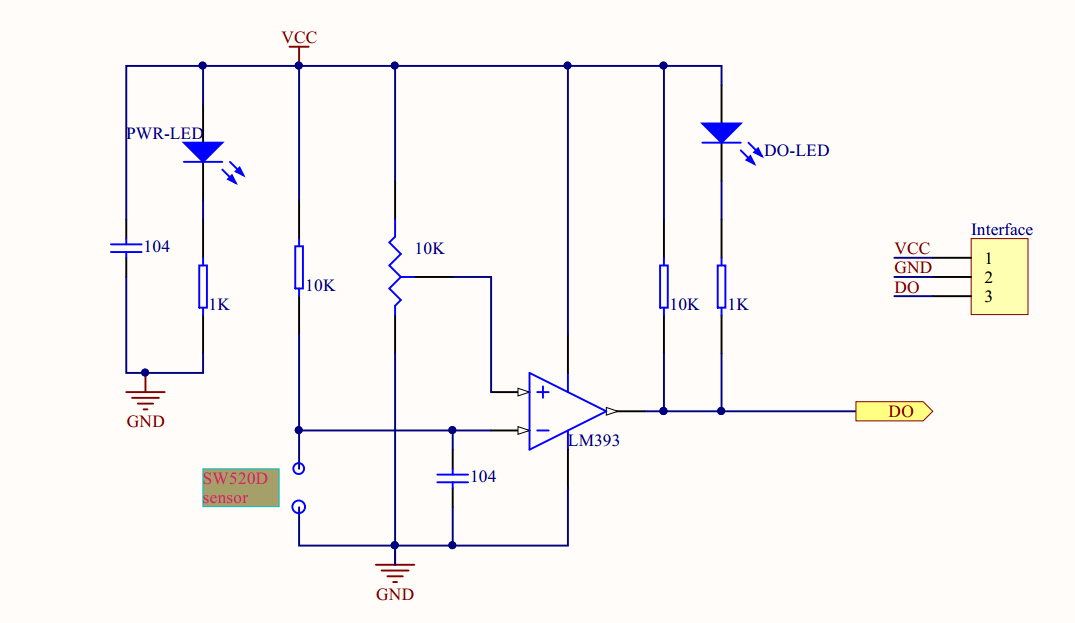 VCC
PWR-LED
DO-LED
104
10K
Interface
VCC
1
GND
2
DO
3
10K
1K
10K
1K
+
−
DO
GND
LM393
SW520D
sensor
104
GND